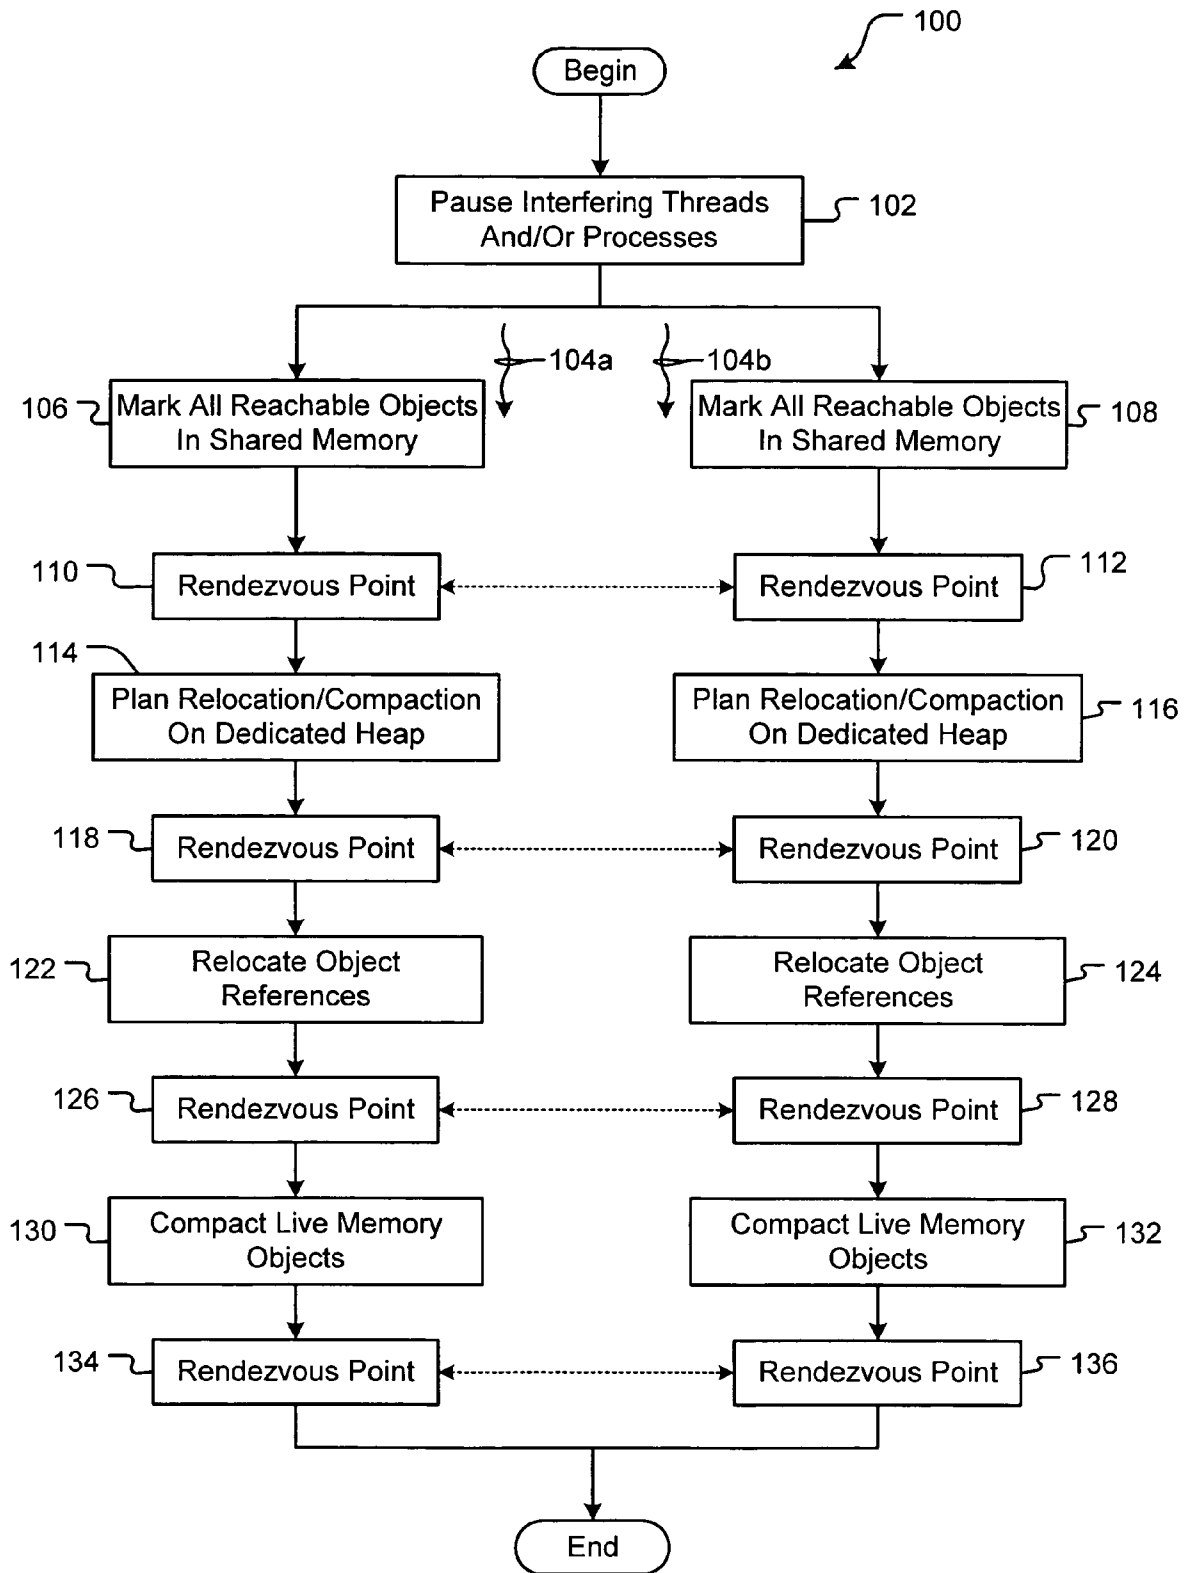 100
Begin
Pause Interfering Threads
And/Or Processes
102
104a
104b
106
Mark All Reachable Objects
In Shared Memory
Mark All Reachable Objects
In Shared Memory
108
110
Rendezvous Point
Rendezvous Point
112
114
Plan Relocation/Compaction
On Dedicated Heap
Plan Relocation/Compaction
On Dedicated Heap
116
118
Rendezvous Point
Rendezvous Point
120
122
Relocate Object
References
Relocate Object
References
124
126
Rendezvous Point
Rendezvous Point
128
130
Compact Live Memory
Objects
Compact Live Memory
Objects
132
134
Rendezvous Point
Rendezvous Point
136
End